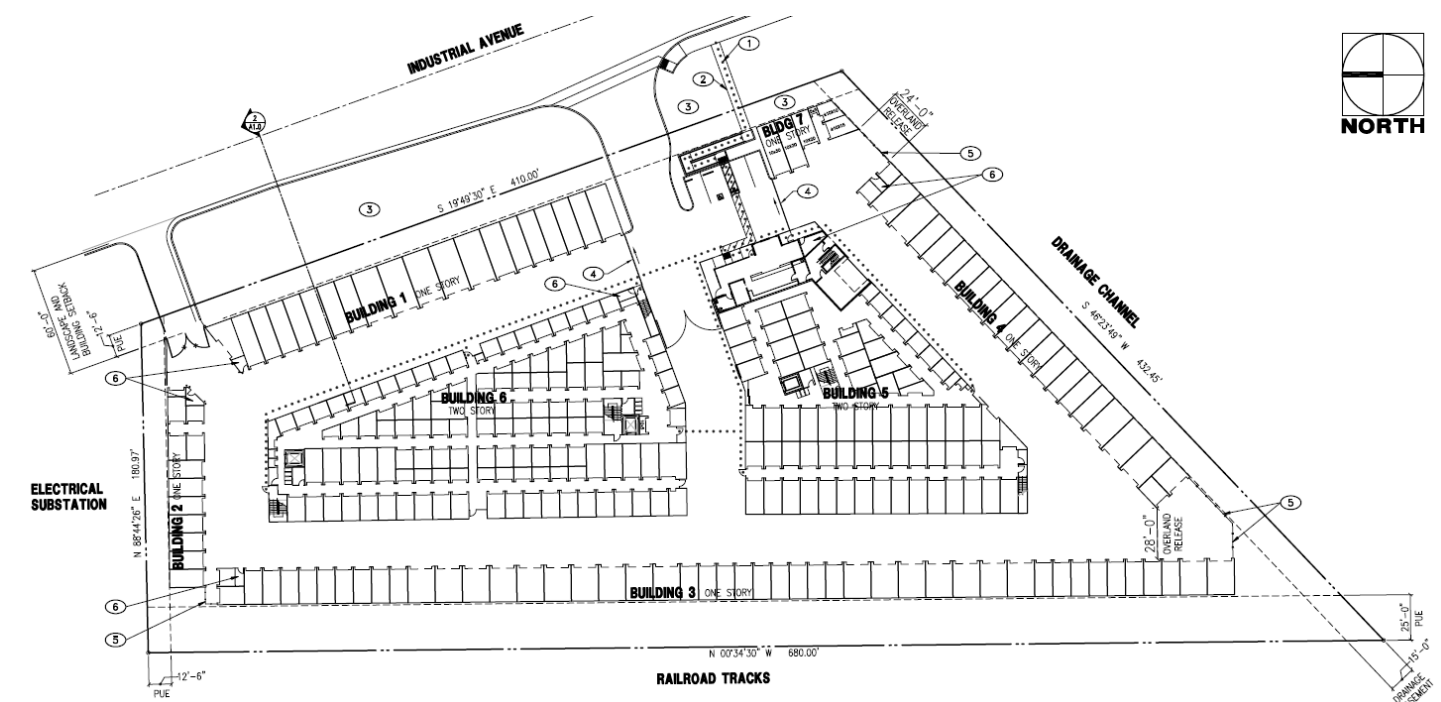 INDUSTRIAL AVENUE
1
2
3
3
2
A1.0
24'-0"
OVERLAND
RELEASE
NORTH
BLDG 7
ONE STORY
5
6
4
3
S 19°49'30" E 410.00'
DRAINAGE CHANNEL
S 46°23'49" W 432.45'
60'-0"
LANDSCAPE AND
BUILDING SETBACK
12'-6"
PUE
4
6
BUILDING 1 ONE STORY
BUILDING 4 ONE STORY
6
BUILDING 6
TWO STORY
BUILDING 5
TWO STORY
ELECTRICAL
SUBSTATION
N 88°44'26" E 180.97'
BUILDING 2 ONE STORY
5
28'-0"
OVERLAND
RELEASE
6
BUILDING 3 ONE STORY
5
25'-0"
PUE
N 00°34'30" W 680.00'
12'-6"
PUE
RAILROAD TRACKS
15'-0"
DRAINAGE